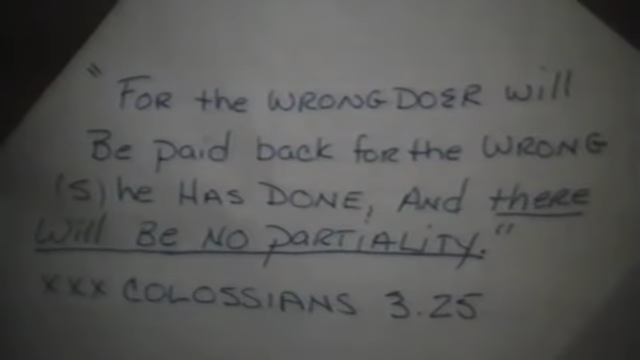 "FOR the WRONGDOER will
Be paid back for the WRONG
(S)he HAS DONE, AND there
Will Be NO PARTIALITY."
xxx COLOSSIANS 3.25